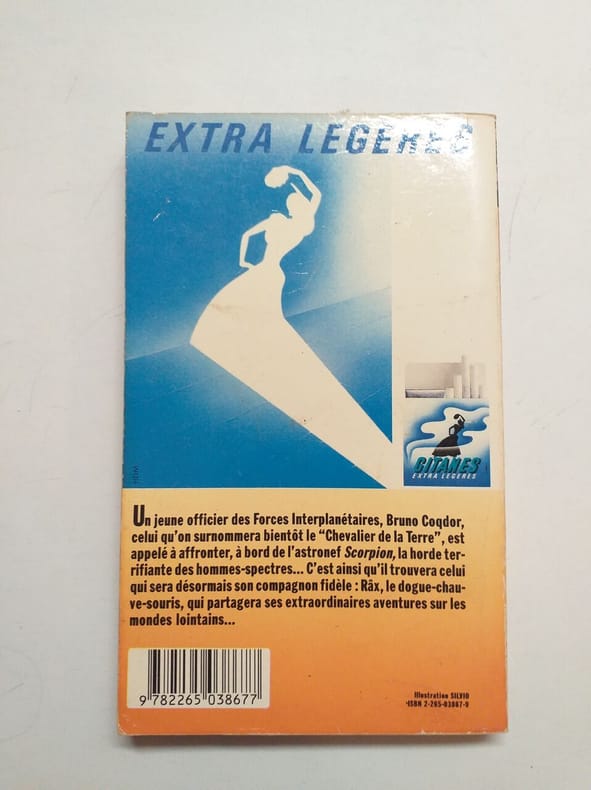 EXTRA LEGERES
GITANES
EXTRA LEGERES
Un jeune officier des Forces Interplanétaires, Bruno Coqdor,
celui qu'on surnommera bientôt le "Chevalier de la Terre", est
appelé à affronter, à bord de l'astronef Scorpion, la horde ter-
rifiante des hommes-spectres... C'est ainsi qu'il trouvera celui
qui sera désormais son compagnon fidèle : Râx, le dogue-chau-
ve-souris, qui partagera ses extraordinaires aventures sur les
mondes lointains...
9 782265 038677
Illustration SILVIO
ISBN 2-265-03867-9